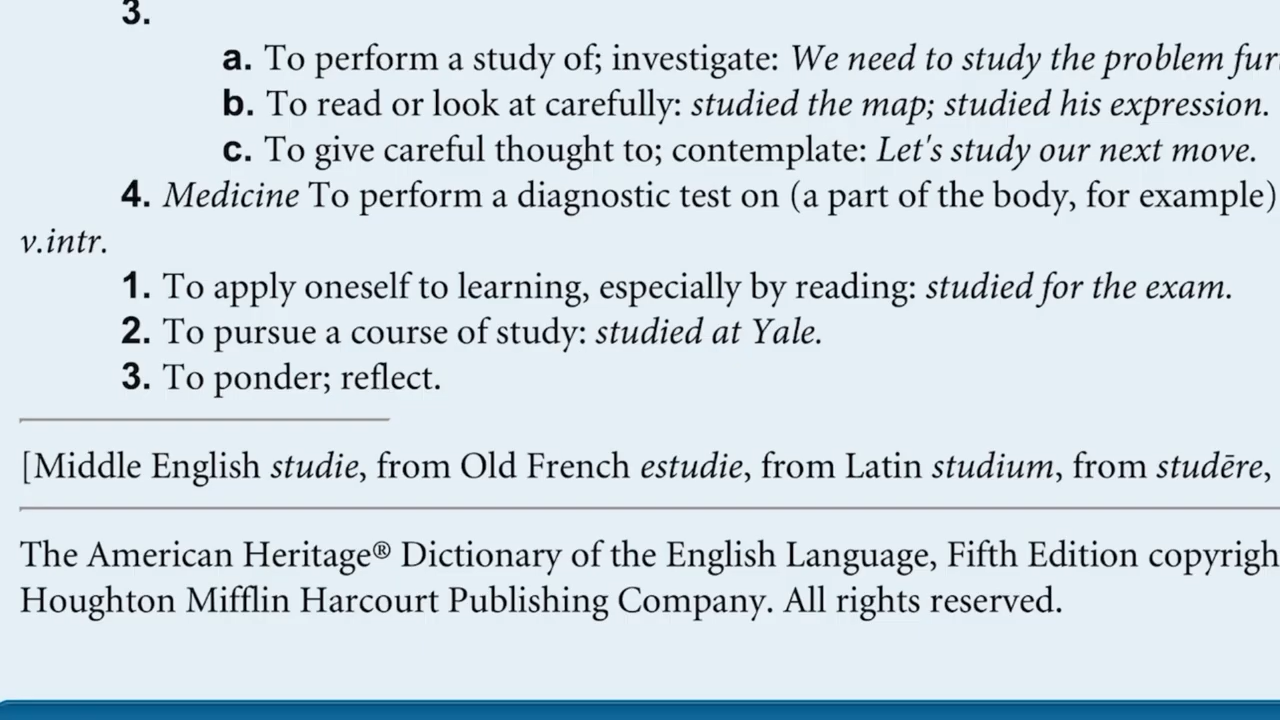 3.
a. To perform a study of; investigate: We need to study the problem
b. To read or look at carefully: studied the map; studied his expression.
c. To give careful thought to; contemplate: Let's study our next move.
4. Medicine To perform a diagnostic test on (a part of the body, for example)
v.intr.
1. To apply oneself to learning, especially by reading: studied for the exam.
2. To pursue a course of study: studied at Yale.
3. To ponder; reflect.
[Middle English studie, from Old French estudie, from Latin studium, from studēre,
The American Heritage® Dictionary of the English Language, Fifth Edition
Houghton Mifflin Harcourt Publishing Company. All rights reserved.